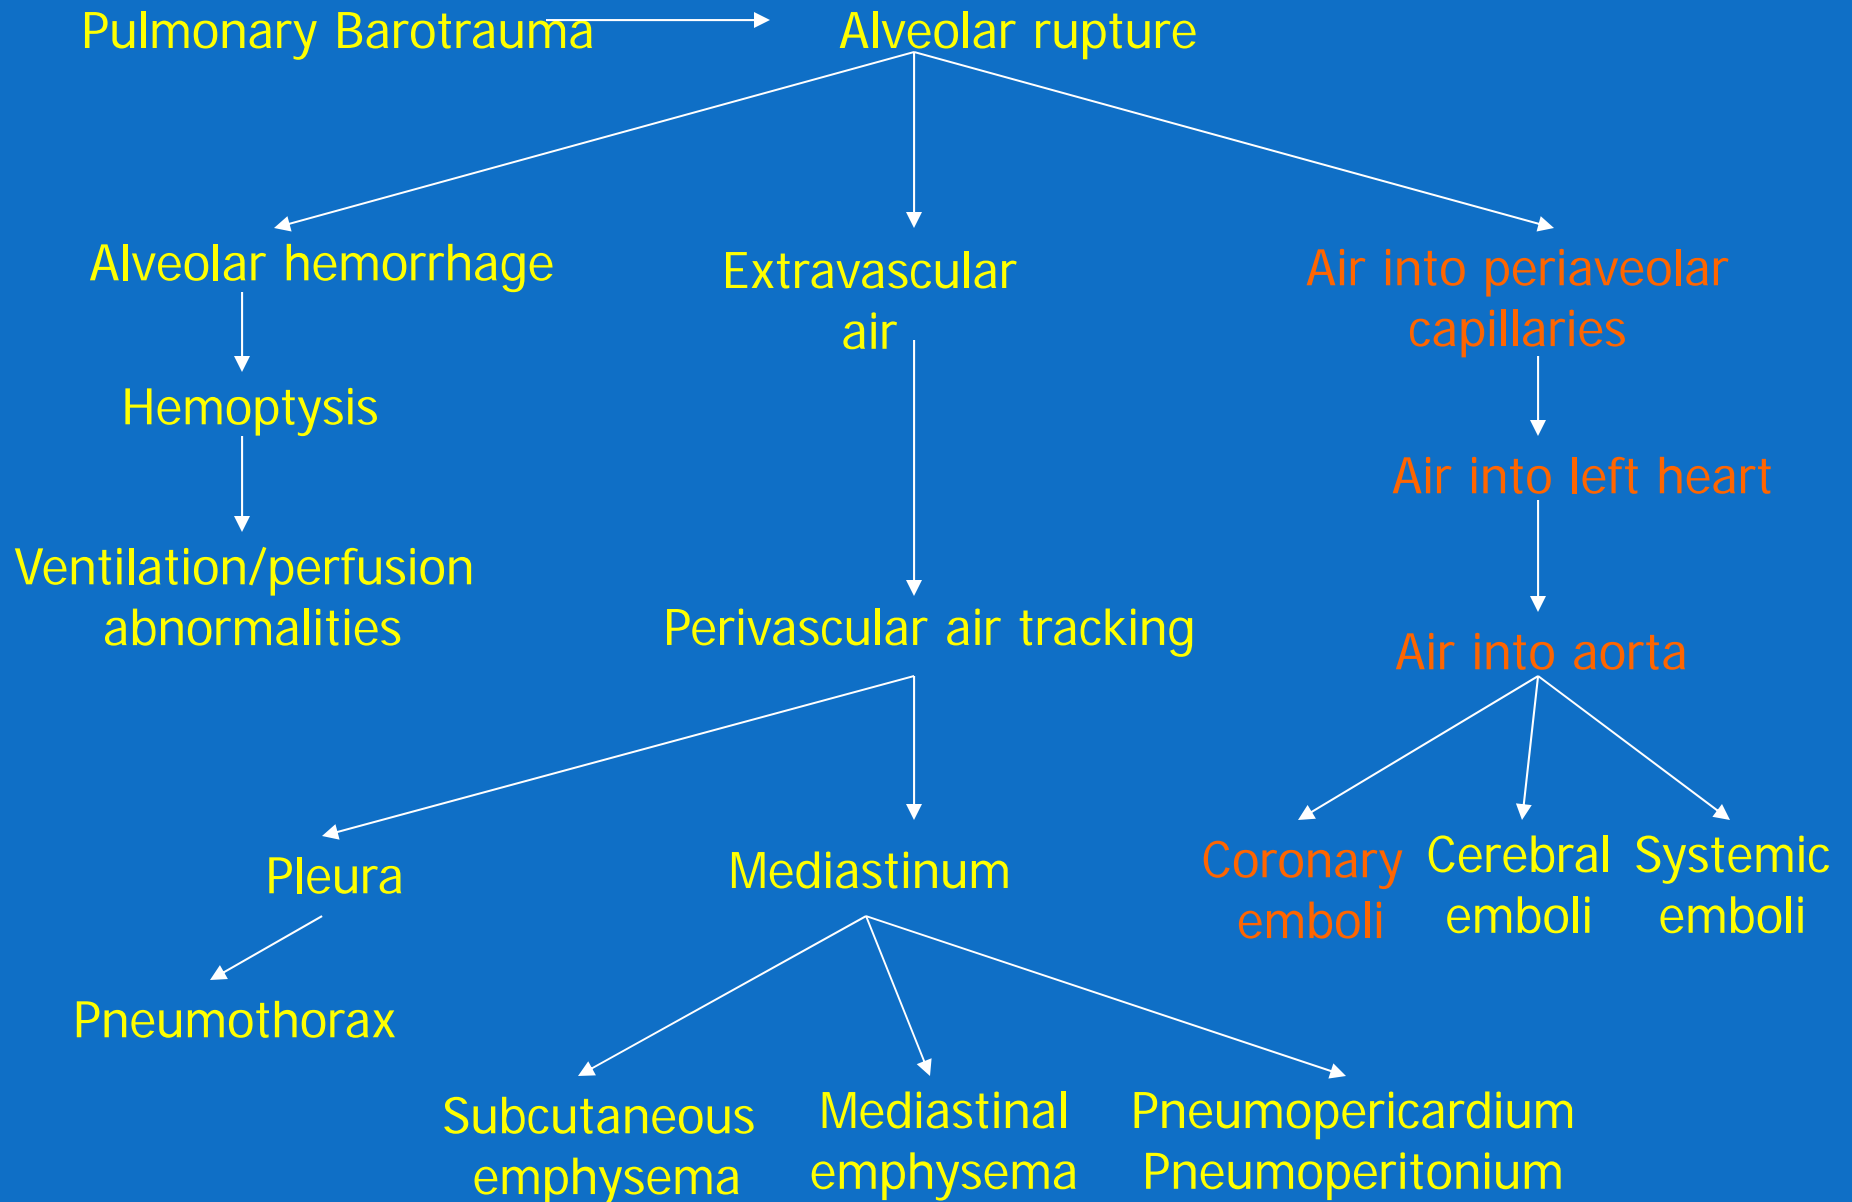 Pulmonary Barotrauma
Alveolar rupture
Alveolar hemorrhage
Extravascular
air
Air into periaveolar
capillaries
Hemoptysis
Air into left heart
Ventilation/perfusion
abnormalities
Perivascular air tracking
Air into aorta
Pleura
Mediastinum
Coronary
emboli
Cerebral
emboli
Systemic
emboli
Pneumothorax
Subcutaneous
emphysema
Mediastinal
emphysema
Pneumopericardium
Pneumoperitonium